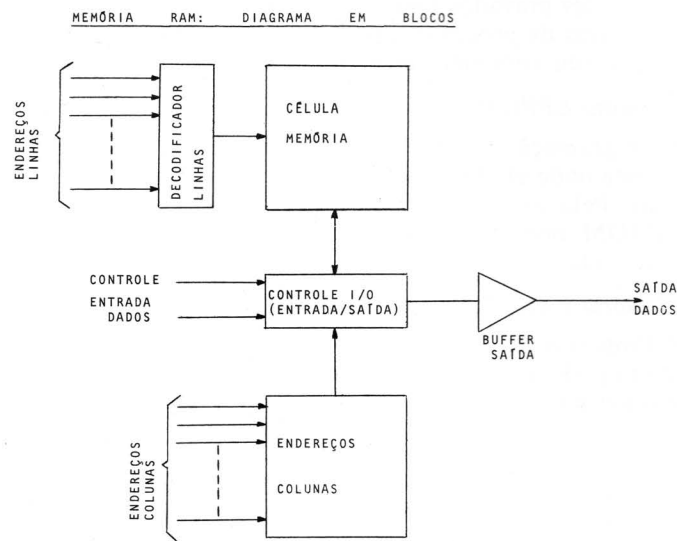 MEMÓRIA RAM: DIAGRAMA EM BLOCOS
ENDEREÇOS
LINHAS
DECODIFICADOR
LINHAS
CÉLULA
MEMÓRIA
CONTROLE
ENTRADA
DADOS
CONTROLE I/O
(ENTRADA/SAÍDA)
BUFFER
SAÍDA
SAÍDA
DADOS
ENDEREÇOS
COLUNAS
ENDEREÇOS
COLUNAS